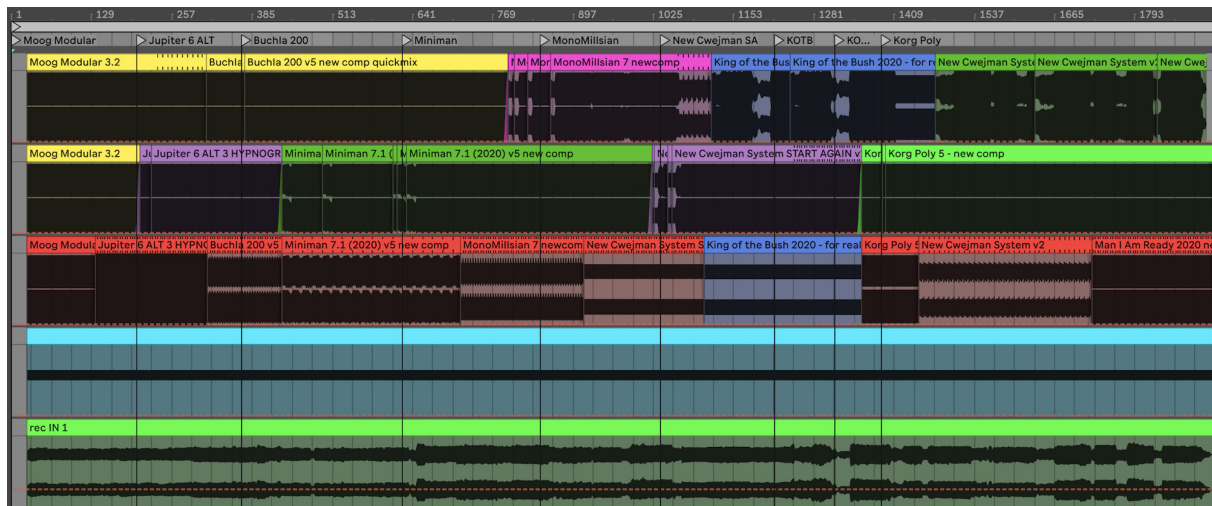 1 129 257 385 513 641 769 897 1025 1153 1281 1409 1537 1665 1793
Moog Modular Jupiter 6 ALT Buchla 200 Miniman MonoMillsian New Cwejman SA KOTB KO... Korg Poly
Moog Modular 3.2 Buchla Buchla 200 v5 new comp quickmix Mor MonoMillsian 7 newcomp King of the Bus King of the Bush 2020 - for re New Cwejman Syste New Cwejman System v New Cwej
Moog Modular 3.2 Jupiter 6 ALT 3 HYPNOGR Minima Miniman 7.1 ( Miniman 7.1 (2020) v5 new comp Ne New Cwejman System START AGAIN v Kor Korg Poly 5 - new comp
Moog Modula Jupiter 6 ALT 3 HYPNO Buchla 200 v5 Miniman 7.1 (2020) v5 new comp MonoMillsian 7 newcom New Cwejman System S King of the Bush 2020 - for real Korg Poly 5 New Cwejman System v2 Man I Am Ready 2020 no
rec IN 1